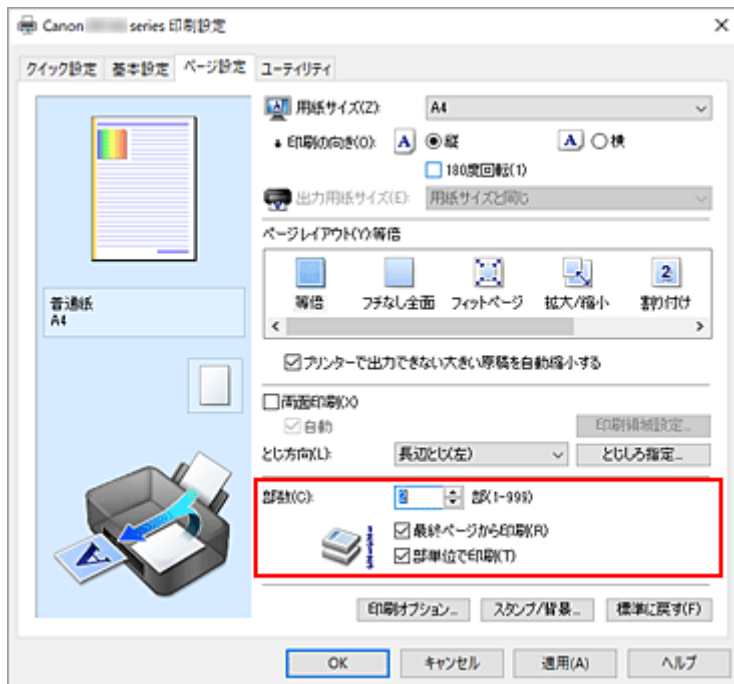 Canon series 印刷設定
クイック設定 基本設定 ページ設定 ユーティリティ
用紙サイズ(Z): A4
印刷の向き(O): A 縦 A 横
180度回転(1)
出力用紙サイズ(E): 用紙サイズと同じ
ページレイアウト(Y):等倍
等倍 フチなし全面 フィットページ 拡大/縮小 割り付け
プリンターで出力できない大きい原稿を自動縮小する
普通紙
A4
両面印刷(X)
自動 印刷領域設定...
とじ方向(L): 長辺とじ(左) とじしろ指定...
部数(C): 2 部(1-999)
最終ページから印刷(R)
部単位で印刷(T)
印刷オプション... スタンプ/背景... 標準に戻す(F)
OK キャンセル 適用(A) ヘルプ